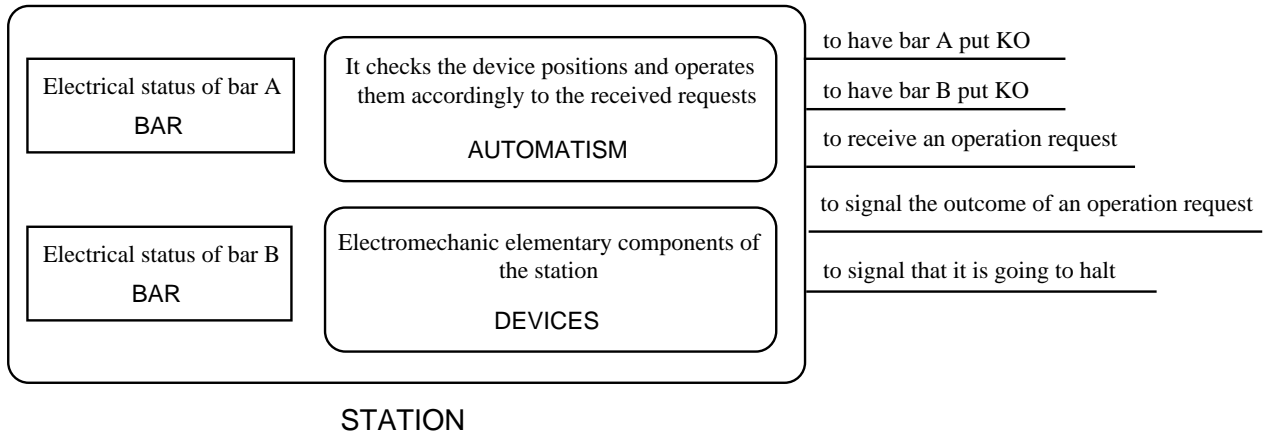 Electrical status of bar A
BAR
Electrical status of bar B
BAR
It checks the device positions and operates
them accordingly to the received requests
AUTOMATISM
Electromechanic elementary components of
the station
DEVICES
to have bar A put KO
to have bar B put KO
to receive an operation request
to signal the outcome of an operation request
to signal that it is going to halt
STATION